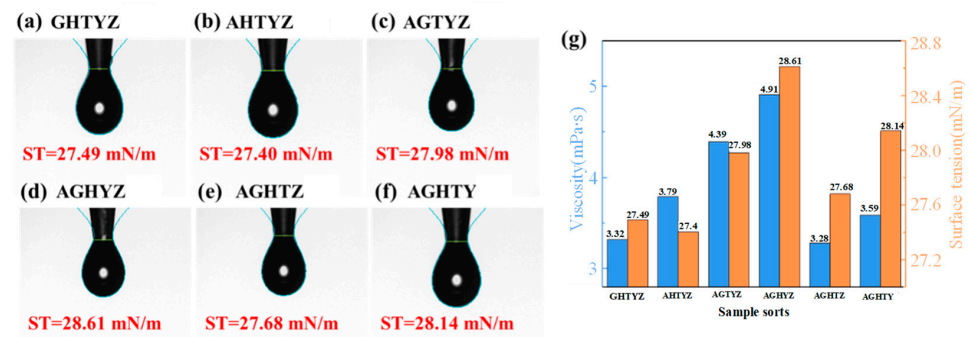 (a) GHTYZ
(b) AHTYZ
(c) AGTYZ
ST=27.49 mN/m
ST=27.40 mN/m
ST=27.98 mN/m
(d) AGHYZ
(e) AGHTZ
(f) AGHTY
ST=28.61 mN/m
ST=27.68 mN/m
ST=28.14 mN/m
(g)
Viscosity(mPa·s)
5
4
3
3.32
27.49
3.79
27.4
4.39
27.98
4.91
28.61
3.28
27.68
3.59
28.14
28.8
28.4
28.0
27.6
27.2
Surface tension(mN/m)
GHTYZ
AHTYZ
AGTYZ
AGHYZ
AGHTZ
AGHTY
Sample sorts